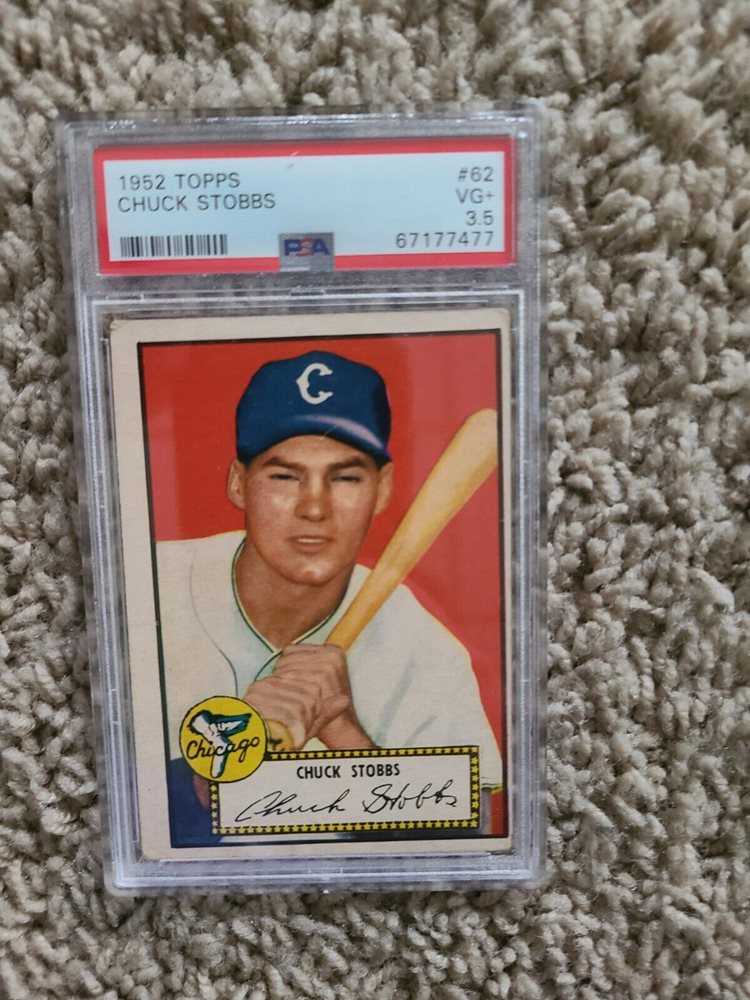 1952 TOPPS #62
CHUCK STOBBS VG+
3.5
PSA 67177477
C
Chicago
CHUCK STOBBS
Chuck Stobbs